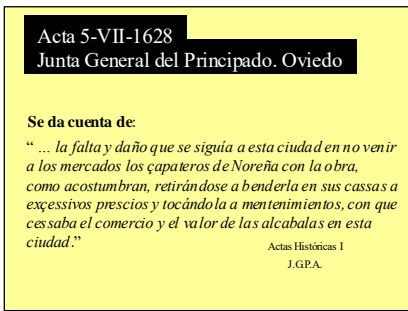 Acta 5-VII-1628
Junta General del Principado. Oviedo
Se da cuenta de:
“ ... la falta y daño que se siguía a esta ciudad en no venir
a los mercados los çapateros de Noreña con la obra,
como acostumbran, retirándose a benderla en sus cassas a
exçessivos prescios y tocándola a mentenimientos, con que
cessaba el comercio y el valor de las alcabalas en esta
ciudad.”
Actas Históricas I
J.G.P.A.